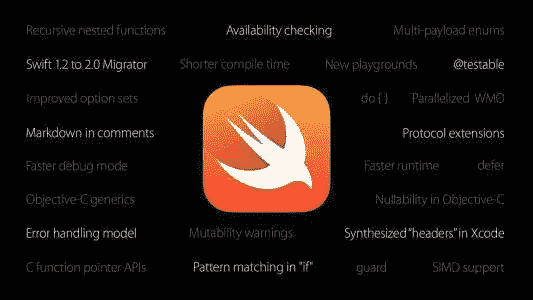 Recursive nested functions Availability checking Multi-payload enums
Swift 1.2 to 2.0 Migrator Shorter compile time New playgrounds @testable
Improved option sets do { } Parallelized WMO
Markdown in comments Protocol extensions
Faster debug mode Faster runtime defer
Objective-C generics Nullability in Objective-C
Error handling model Mutability warnings Synthesized “headers” in Xcode
C function pointer APIs Pattern matching in "if" guard SIMD support